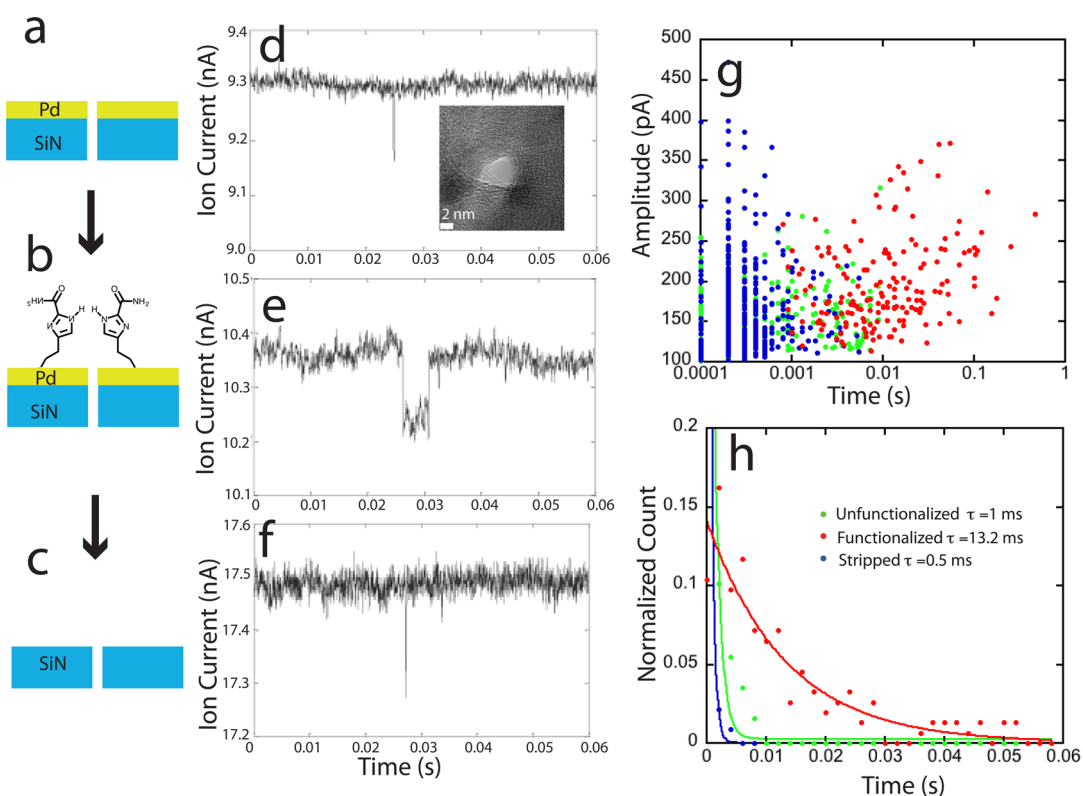 a
Pd
SiN
b
O
NH₂
N
N
H
H
N
N
O
NH₂
Pd
SiN
c
SiN
d
Ion Current (nA)
9.4
9.3
9.2
9.1
9.0
2 nm
0 0.01 0.02 0.03 0.04 0.05 0.06
e
Ion Current (nA)
10.5
10.4
10.3
10.2
10.1
0 0.01 0.02 0.03 0.04 0.05 0.06
f
Ion Current (nA)
17.6
17.5
17.4
17.3
17.2
0 0.01 0.02 0.03 0.04 0.05 0.06
Time (s)
g
Amplitude (pA)
500
450
400
350
300
250
200
150
100
0.0001 0.001 0.01 0.1 1
Time (s)
h
Normalized Count
0.2
0.15
0.1
0.05
0
Unfunctionalized τ =1 ms
Functionalized τ =13.2 ms
Stripped τ =0.5 ms
0 0.01 0.02 0.03 0.04 0.05 0.06
Time (s)